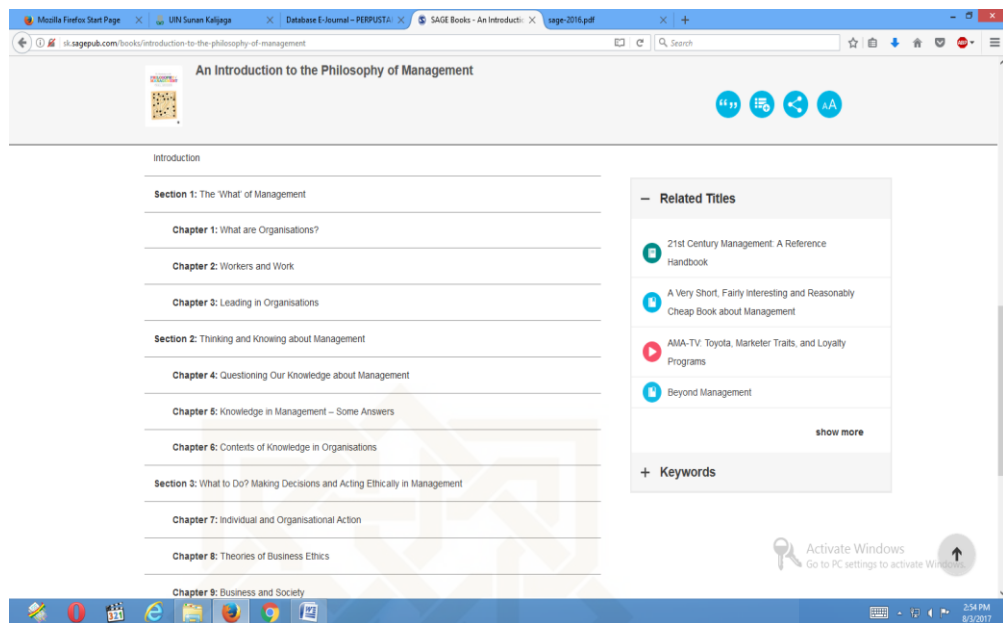 Mozilla Firefox Start Page
UIN Sunan Kalijaga
Database E-Journal – PERPUSTA
SAGE Books - An Introductio
sage-2016.pdf
sk.sagepub.com/books/introduction-to-the-philosophy-of-management
Search
ABP
An Introduction to the Philosophy of Management
AA
Introduction
Section 1: The 'What' of Management
Chapter 1: What are Organisations?
Chapter 2: Workers and Work
Chapter 3: Leading in Organisations
Section 2: Thinking and Knowing about Management
Chapter 4: Questioning Our Knowledge about Management
Chapter 5: Knowledge in Management – Some Answers
Chapter 6: Contexts of Knowledge in Organisations
Section 3: What to Do? Making Decisions and Acting Ethically in Management
Chapter 7: Individual and Organisational Action
Chapter 8: Theories of Business Ethics
Chapter 9: Business and Society
Related Titles
21st Century Management: A Reference
Handbook
A Very Short, Fairly Interesting and Reasonably
Cheap Book about Management
AMA-TV: Toyota, Marketer Traits, and Loyalty
Programs
Beyond Management
show more
Keywords
Activate Windows
Go to PC settings to activate Windows.
2:54 PM
8/3/2017